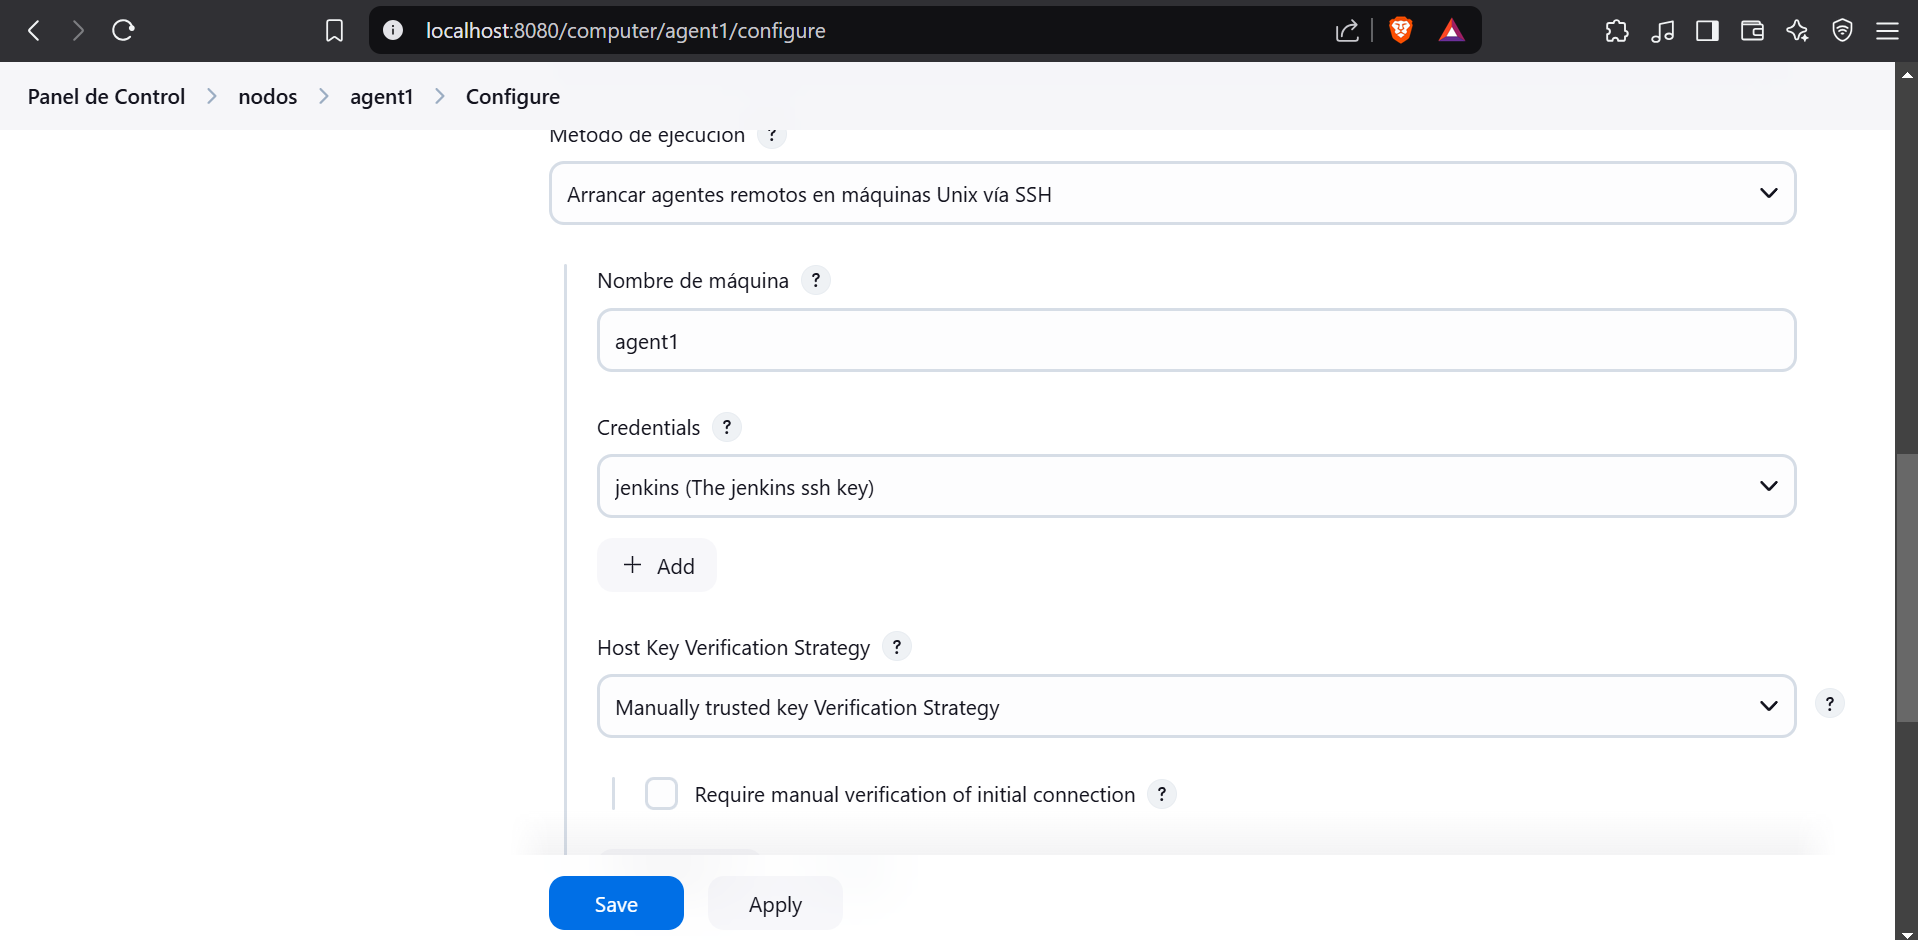 localhost:8080/computer/agent1/configure
Panel de Control > nodos > agent1 > Configure
Método de ejecución ?
Arrancar agentes remotos en máquinas Unix vía SSH
Nombre de máquina ?
agent1
Credentials ?
jenkins (The jenkins ssh key)
+ Add
Host Key Verification Strategy ?
Manually trusted key Verification Strategy ?
Require manual verification of initial connection ?
Save Apply